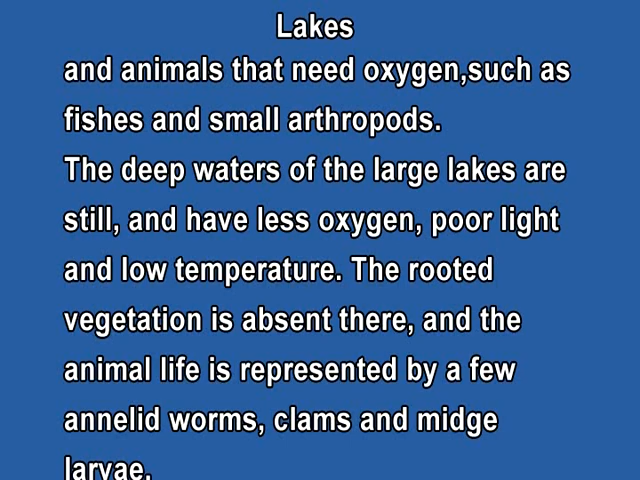 Lakes
and animals that need oxygen,such as
fishes and small arthropods.
The deep waters of the large lakes are
still, and have less oxygen, poor light
and low temperature. The rooted
vegetation is absent there, and the
animal life is represented by a few
annelid worms, clams and midge
larvae.